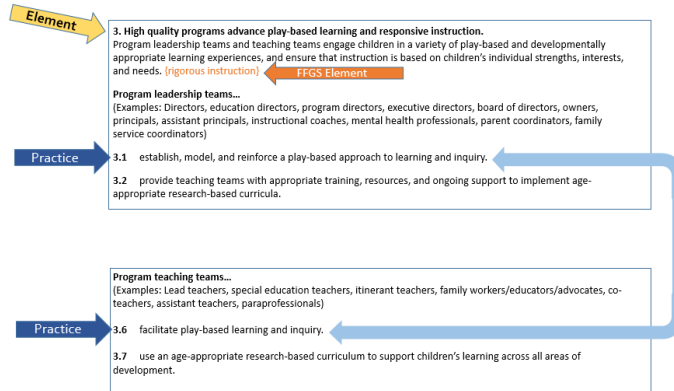 Element
3. High quality programs advance play-based learning and responsive instruction.
Program leadership teams and teaching teams engage children in a variety of play-based and developmentally
appropriate learning experiences, and ensure that instruction is based on children's individual strengths, interests,
and needs. {rigorous instruction}
FFGS Element
Program leadership teams…
(Examples: Directors, education directors, program directors, executive directors, board of directors, owners,
principals, assistant principals, instructional coaches, mental health professionals, parent coordinators, family
service coordinators)
Practice
3.1 establish, model, and reinforce a play-based approach to learning and inquiry.
3.2 provide teaching teams with appropriate training, resources, and ongoing support to implement age-
appropriate research-based curricula.
Program teaching teams…
(Examples: Lead teachers, special education teachers, itinerant teachers, family workers/educators/advocates, co-
teachers, assistant teachers, paraprofessionals)
Practice
3.6 facilitate play-based learning and inquiry.
3.7 use an age-appropriate research-based curriculum to support children's learning across all areas of
development.